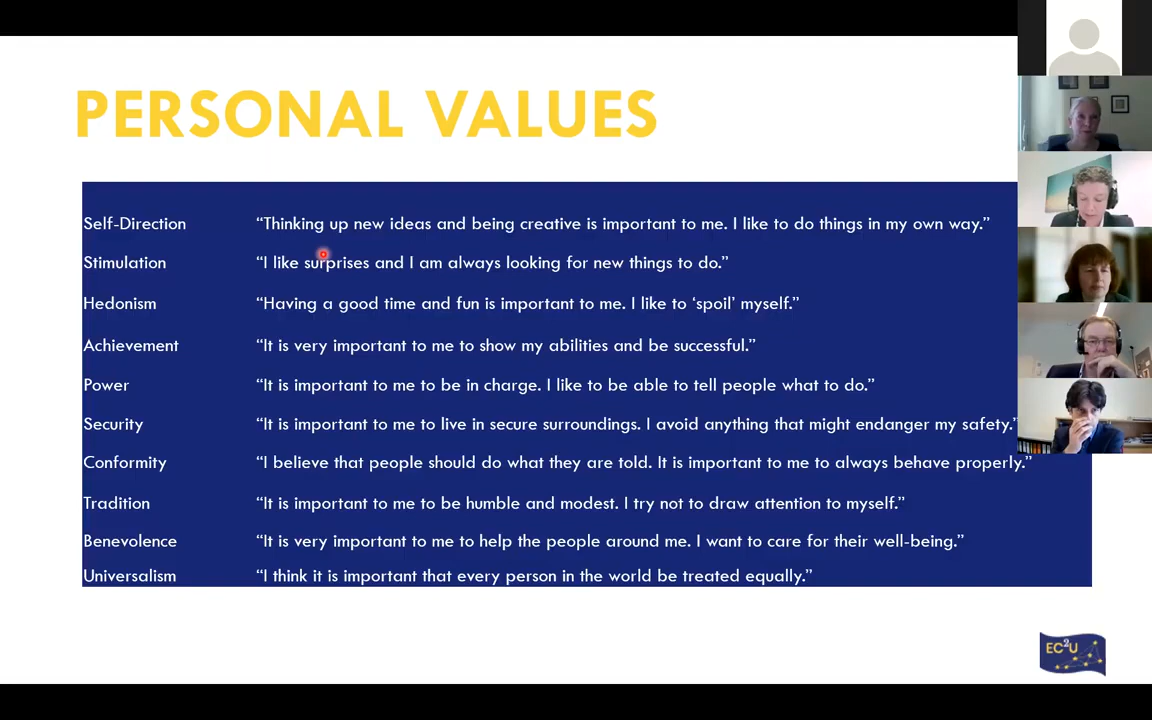 PERSONAL VALUES
Self-Direction “Thinking up new ideas and being creative is important to me. I like to do things in my own way.”
Stimulation “I like surprises and I am always looking for new things to do.”
Hedonism “Having a good time and fun is important to me. I like to ‘spoil’ myself.”
Achievement “It is very important to me to show my abilities and be successful.”
Power “It is important to me to be in charge. I like to be able to tell people what to do.”
Security “It is important to me to live in secure surroundings. I avoid anything that might endanger my safety.”
Conformity “I believe that people should do what they are told. It is important to me to always behave properly.”
Tradition “It is important to me to be humble and modest. I try not to draw attention to myself.”
Benevolence “It is very important to me to help the people around me. I want to care for their well-being.”
Universalism “I think it is important that every person in the world be treated equally.”
EC2U